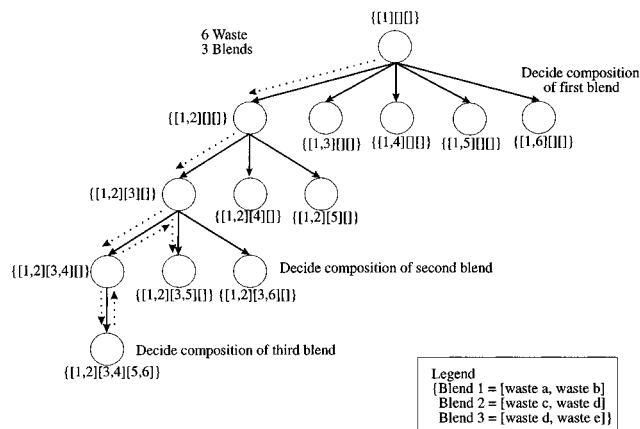 {[1][][]}
6 Waste
3 Blends
Decide composition
of first blend
{[1,2][][]}
{[1,3][][]}
{[1,4][][]}
{[1,5][][]}
{[1,6][][]}
{[1,2][3][]}
{[1,2][4][]}
{[1,2][5][]}
{[1,2][3,4][]}
{[1,2][3,5][]}
{[1,2][3,6][]}
Decide composition of second blend
Decide composition of third blend
{[1,2][3,4][5,6]}
Legend
{Blend 1 = [waste a, waste b]
Blend 2 = [waste c, waste d]
Blend 3 = [waste d, waste e]}